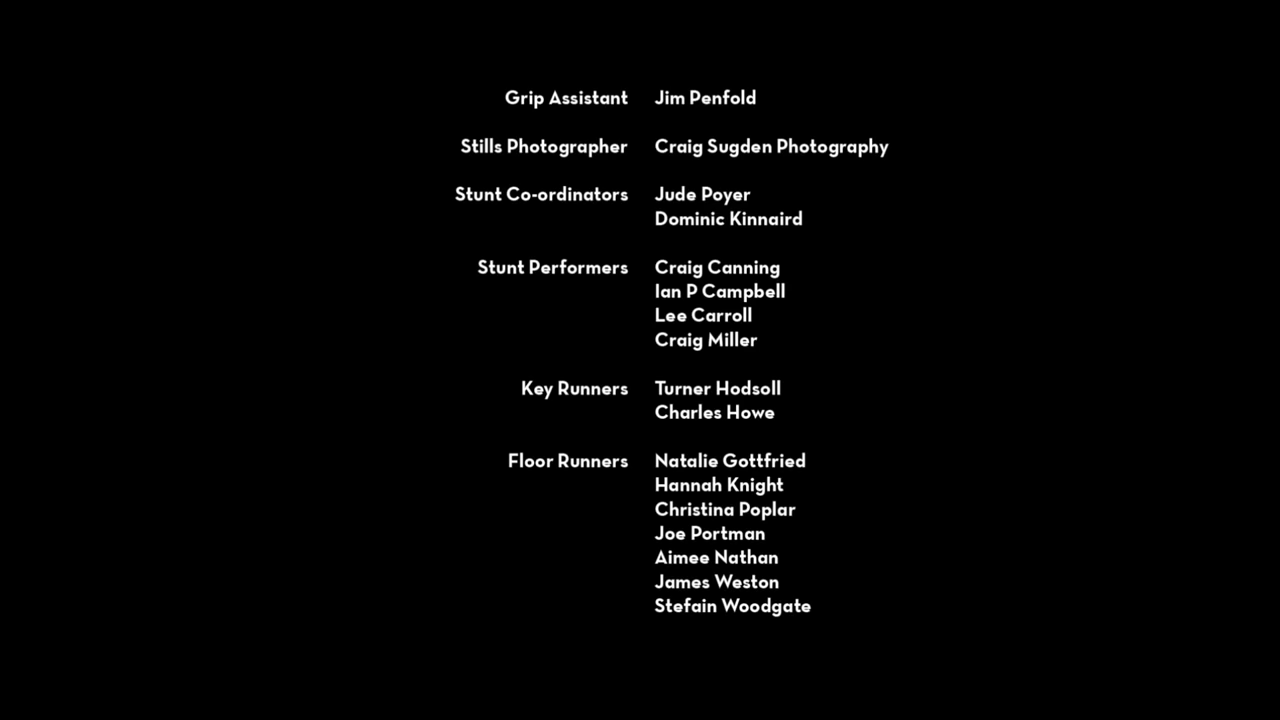 Grip Assistant Jim Penfold
Stills Photographer Craig Sugden Photography
Stunt Co-ordinators Jude Poyer
Dominic Kinnaird
Stunt Performers Craig Canning
Ian P Campbell
Lee Carroll
Craig Miller
Key Runners Turner Hodsoll
Charles Howe
Floor Runners Natalie Gottfried
Hannah Knight
Christina Poplar
Joe Portman
Aimee Nathan
James Weston
Stefain Woodgate